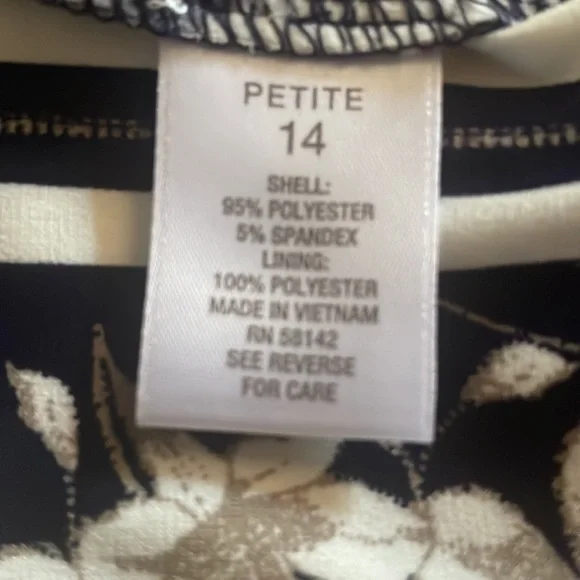 PETITE
14
SHELL:
95% POLYESTER
5% SPANDEX
LINING:
100% POLYESTER
MADE IN VIETNAM
RN 58142
SEE REVERSE
FOR CARE